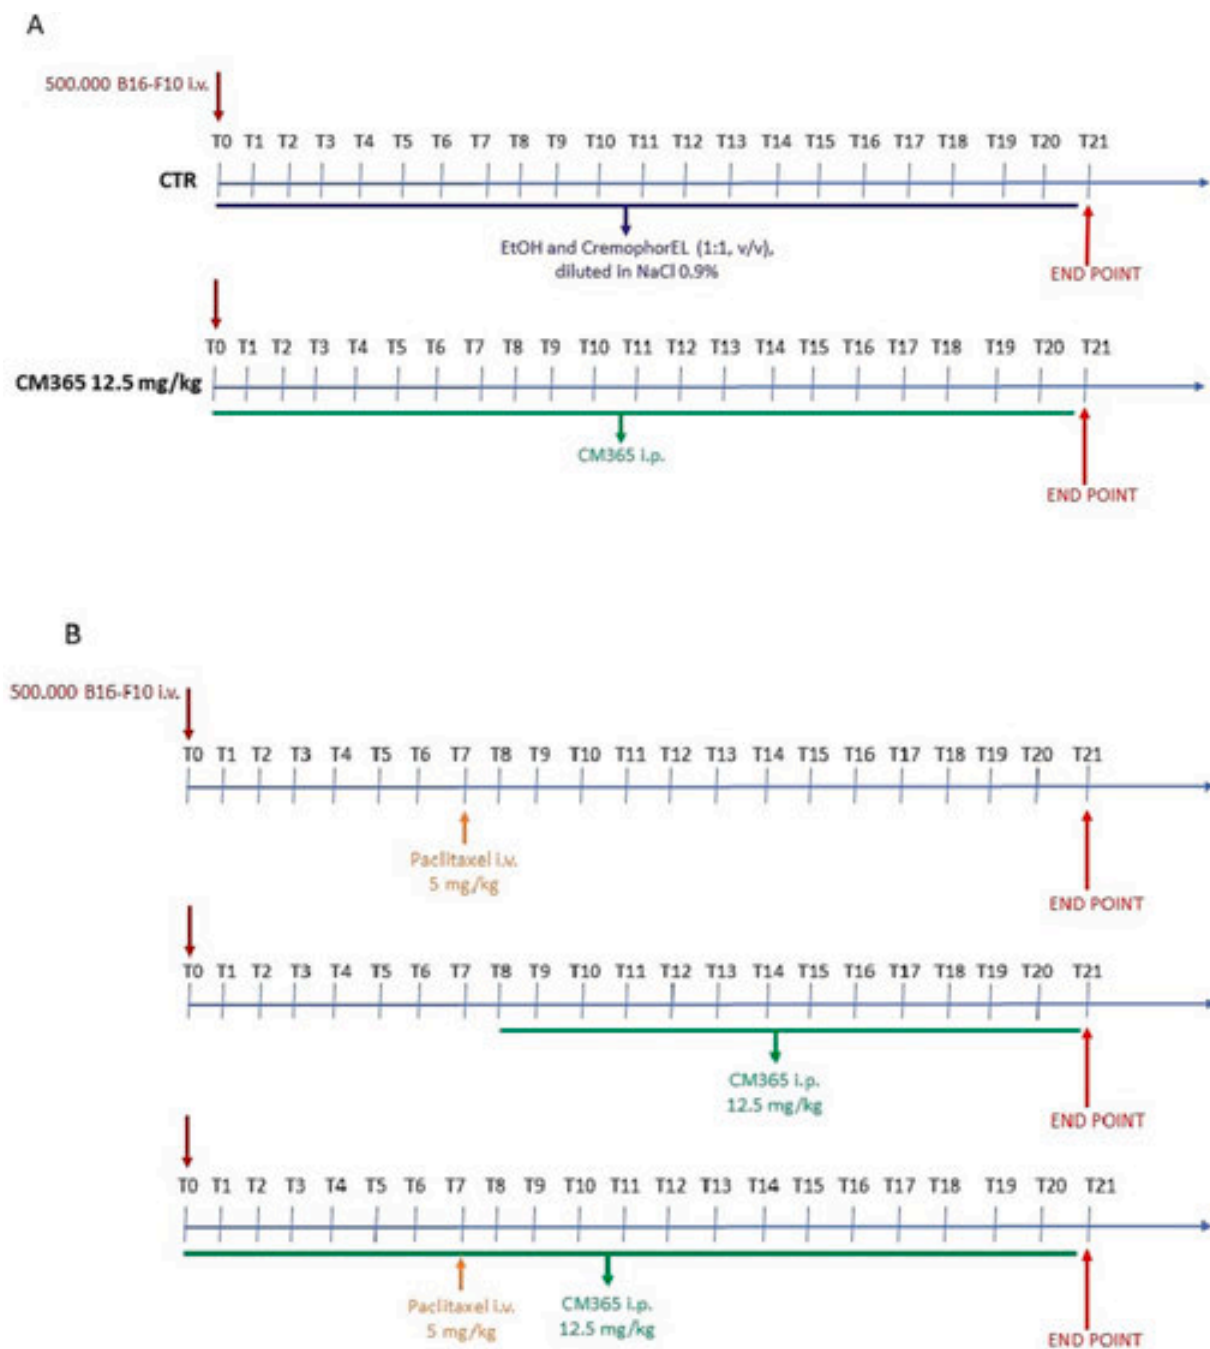 A
500.000 B16-F10 i.v.
T0 T1 T2 T3 T4 T5 T6 T7 T8 T9 T10 T11 T12 T13 T14 T15 T16 T17 T18 T19 T20 T21
CTR
EtOH and CremophorEL (1:1, v/v),
diluted in NaCl 0.9%
END POINT
T0 T1 T2 T3 T4 T5 T6 T7 T8 T9 T10 T11 T12 T13 T14 T15 T16 T17 T18 T19 T20 T21
CM365 12.5 mg/kg
CM365 i.p.
END POINT
B
500.000 B16-F10 i.v.
T0 T1 T2 T3 T4 T5 T6 T7 T8 T9 T10 T11 T12 T13 T14 T15 T16 T17 T18 T19 T20 T21
Paclitaxel i.v.
5 mg/kg
END POINT
T0 T1 T2 T3 T4 T5 T6 T7 T8 T9 T10 T11 T12 T13 T14 T15 T16 T17 T18 T19 T20 T21
CM365 i.p.
12.5 mg/kg
END POINT
T0 T1 T2 T3 T4 T5 T6 T7 T8 T9 T10 T11 T12 T13 T14 T15 T16 T17 T18 T19 T20 T21
Paclitaxel i.v.
5 mg/kg
CM365 i.p.
12.5 mg/kg
END POINT